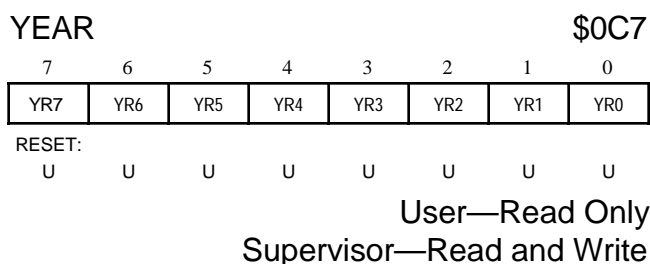 YEAR $0C7
7 6 5 4 3 2 1 0
YR7 YR6 YR5 YR4 YR3 YR2 YR1 YR0
RESET:
U U U U U U U U
User—Read Only
Supervisor—Read and Write